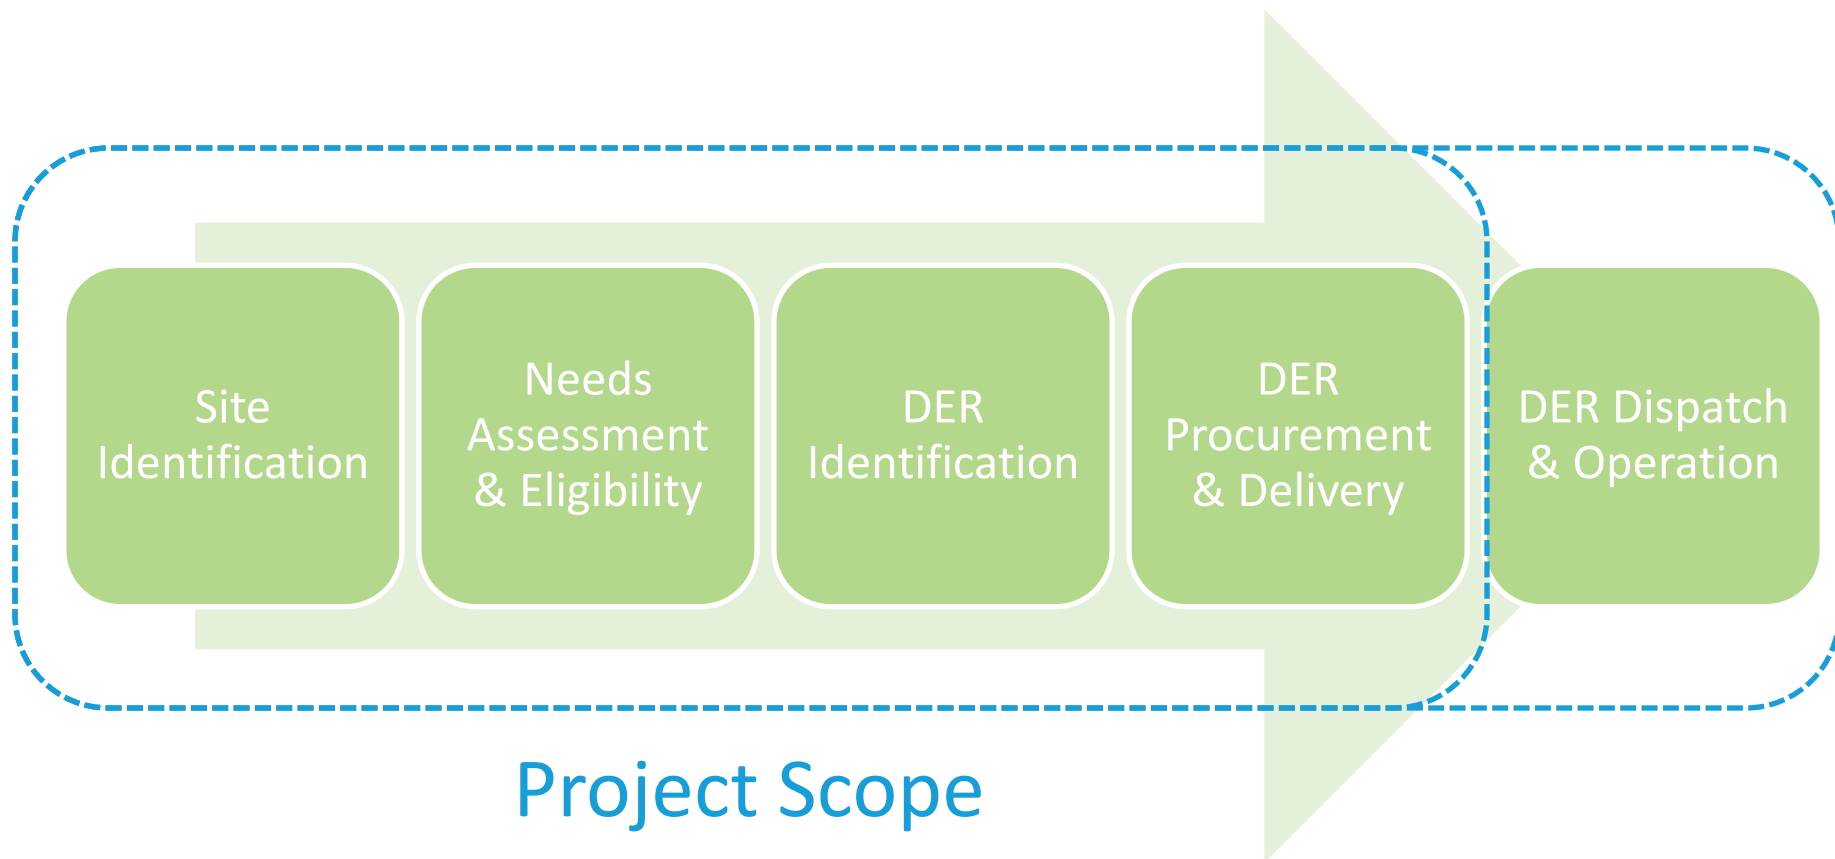 Site
Identification
Needs
Assessment
& Eligibility
DER
Identification
DER
Procurement
& Delivery
DER Dispatch
& Operation
Project Scope